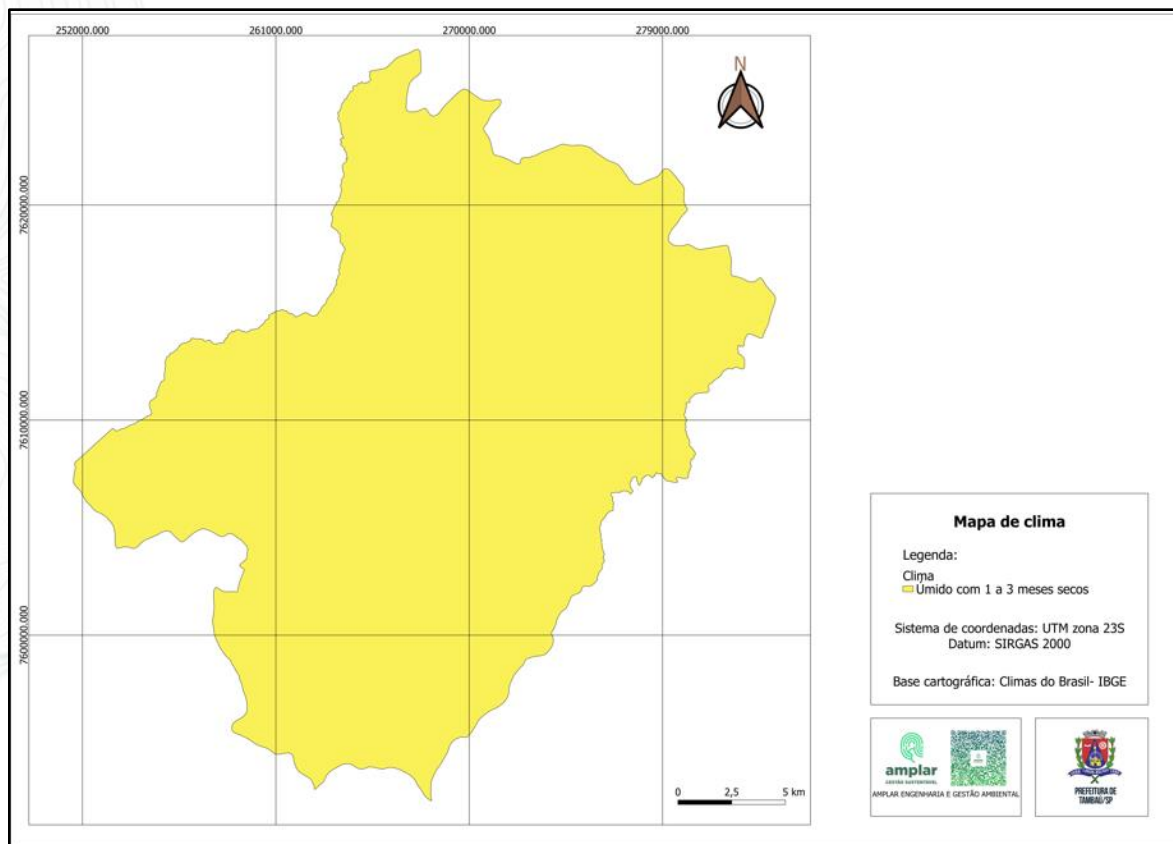 252000.000
261000.000
270000.000
279000.000
N
7620000.000
7610000.000
7600000.000
0 2,5 5 km
Mapa de clima
Legenda:
Clima
Úmido com 1 a 3 meses secos
Sistema de coordenadas: UTM zona 23S
Datum: SIRGAS 2000
Base cartográfica: Climas do Brasil- IBGE
amplar
GESTÃO SUSTENTÁVEL
AMPLAR ENGENHARIA E GESTÃO AMBIENTAL
PREFEITURA DE
TAMBAÚ/SP